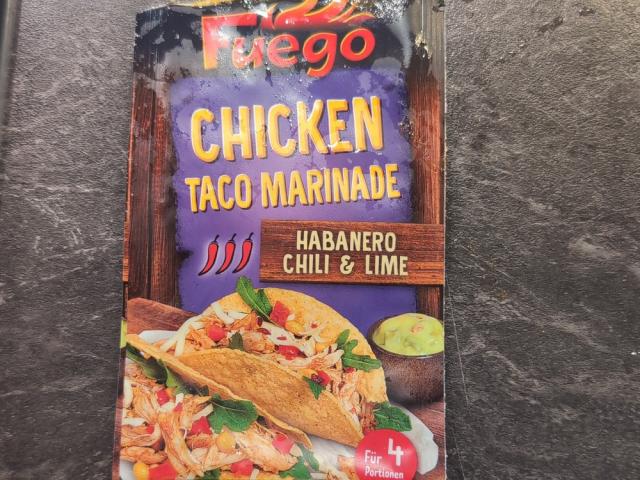 Fuego
CHICKEN
TACO MARINADE
HABANERO
CHILI & LIME
Für 4
Portionen